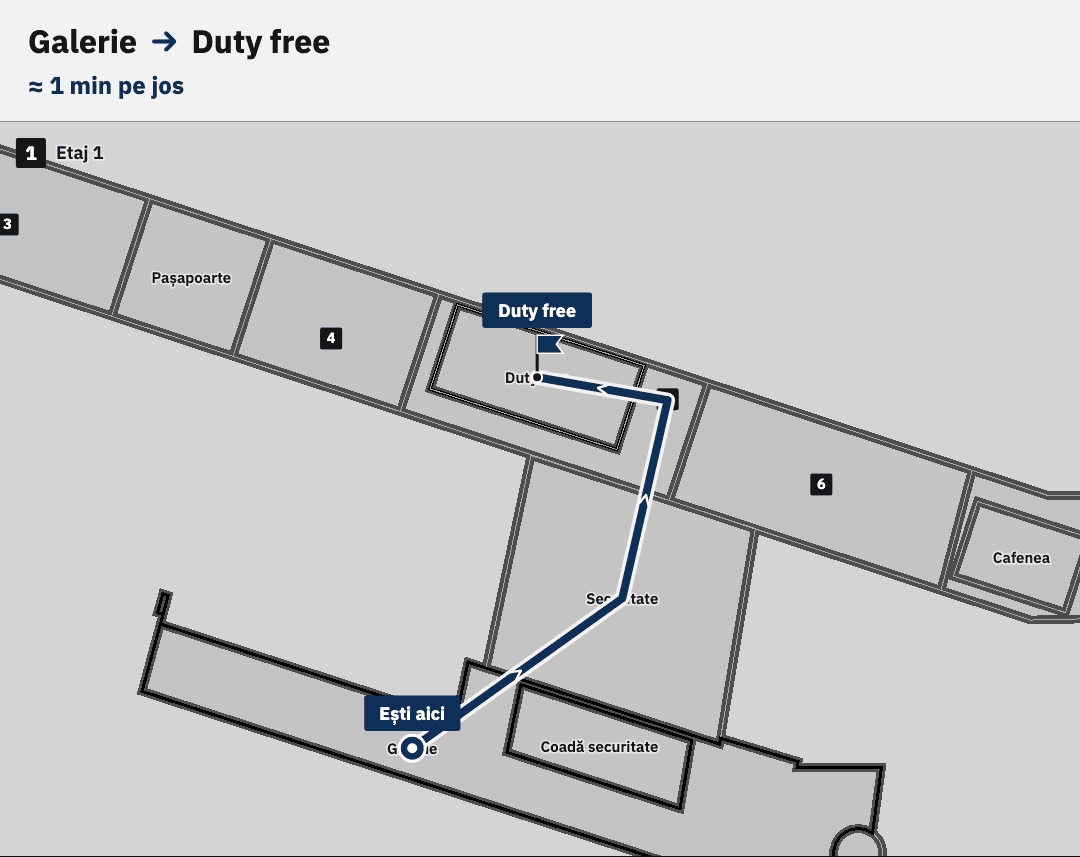 Galerie → Duty free
≈ 1 min pe jos
1 Etaj 1
3
Pașapoarte
4
Duty free
6
Cafenea
Ești aici
Coadă securitate